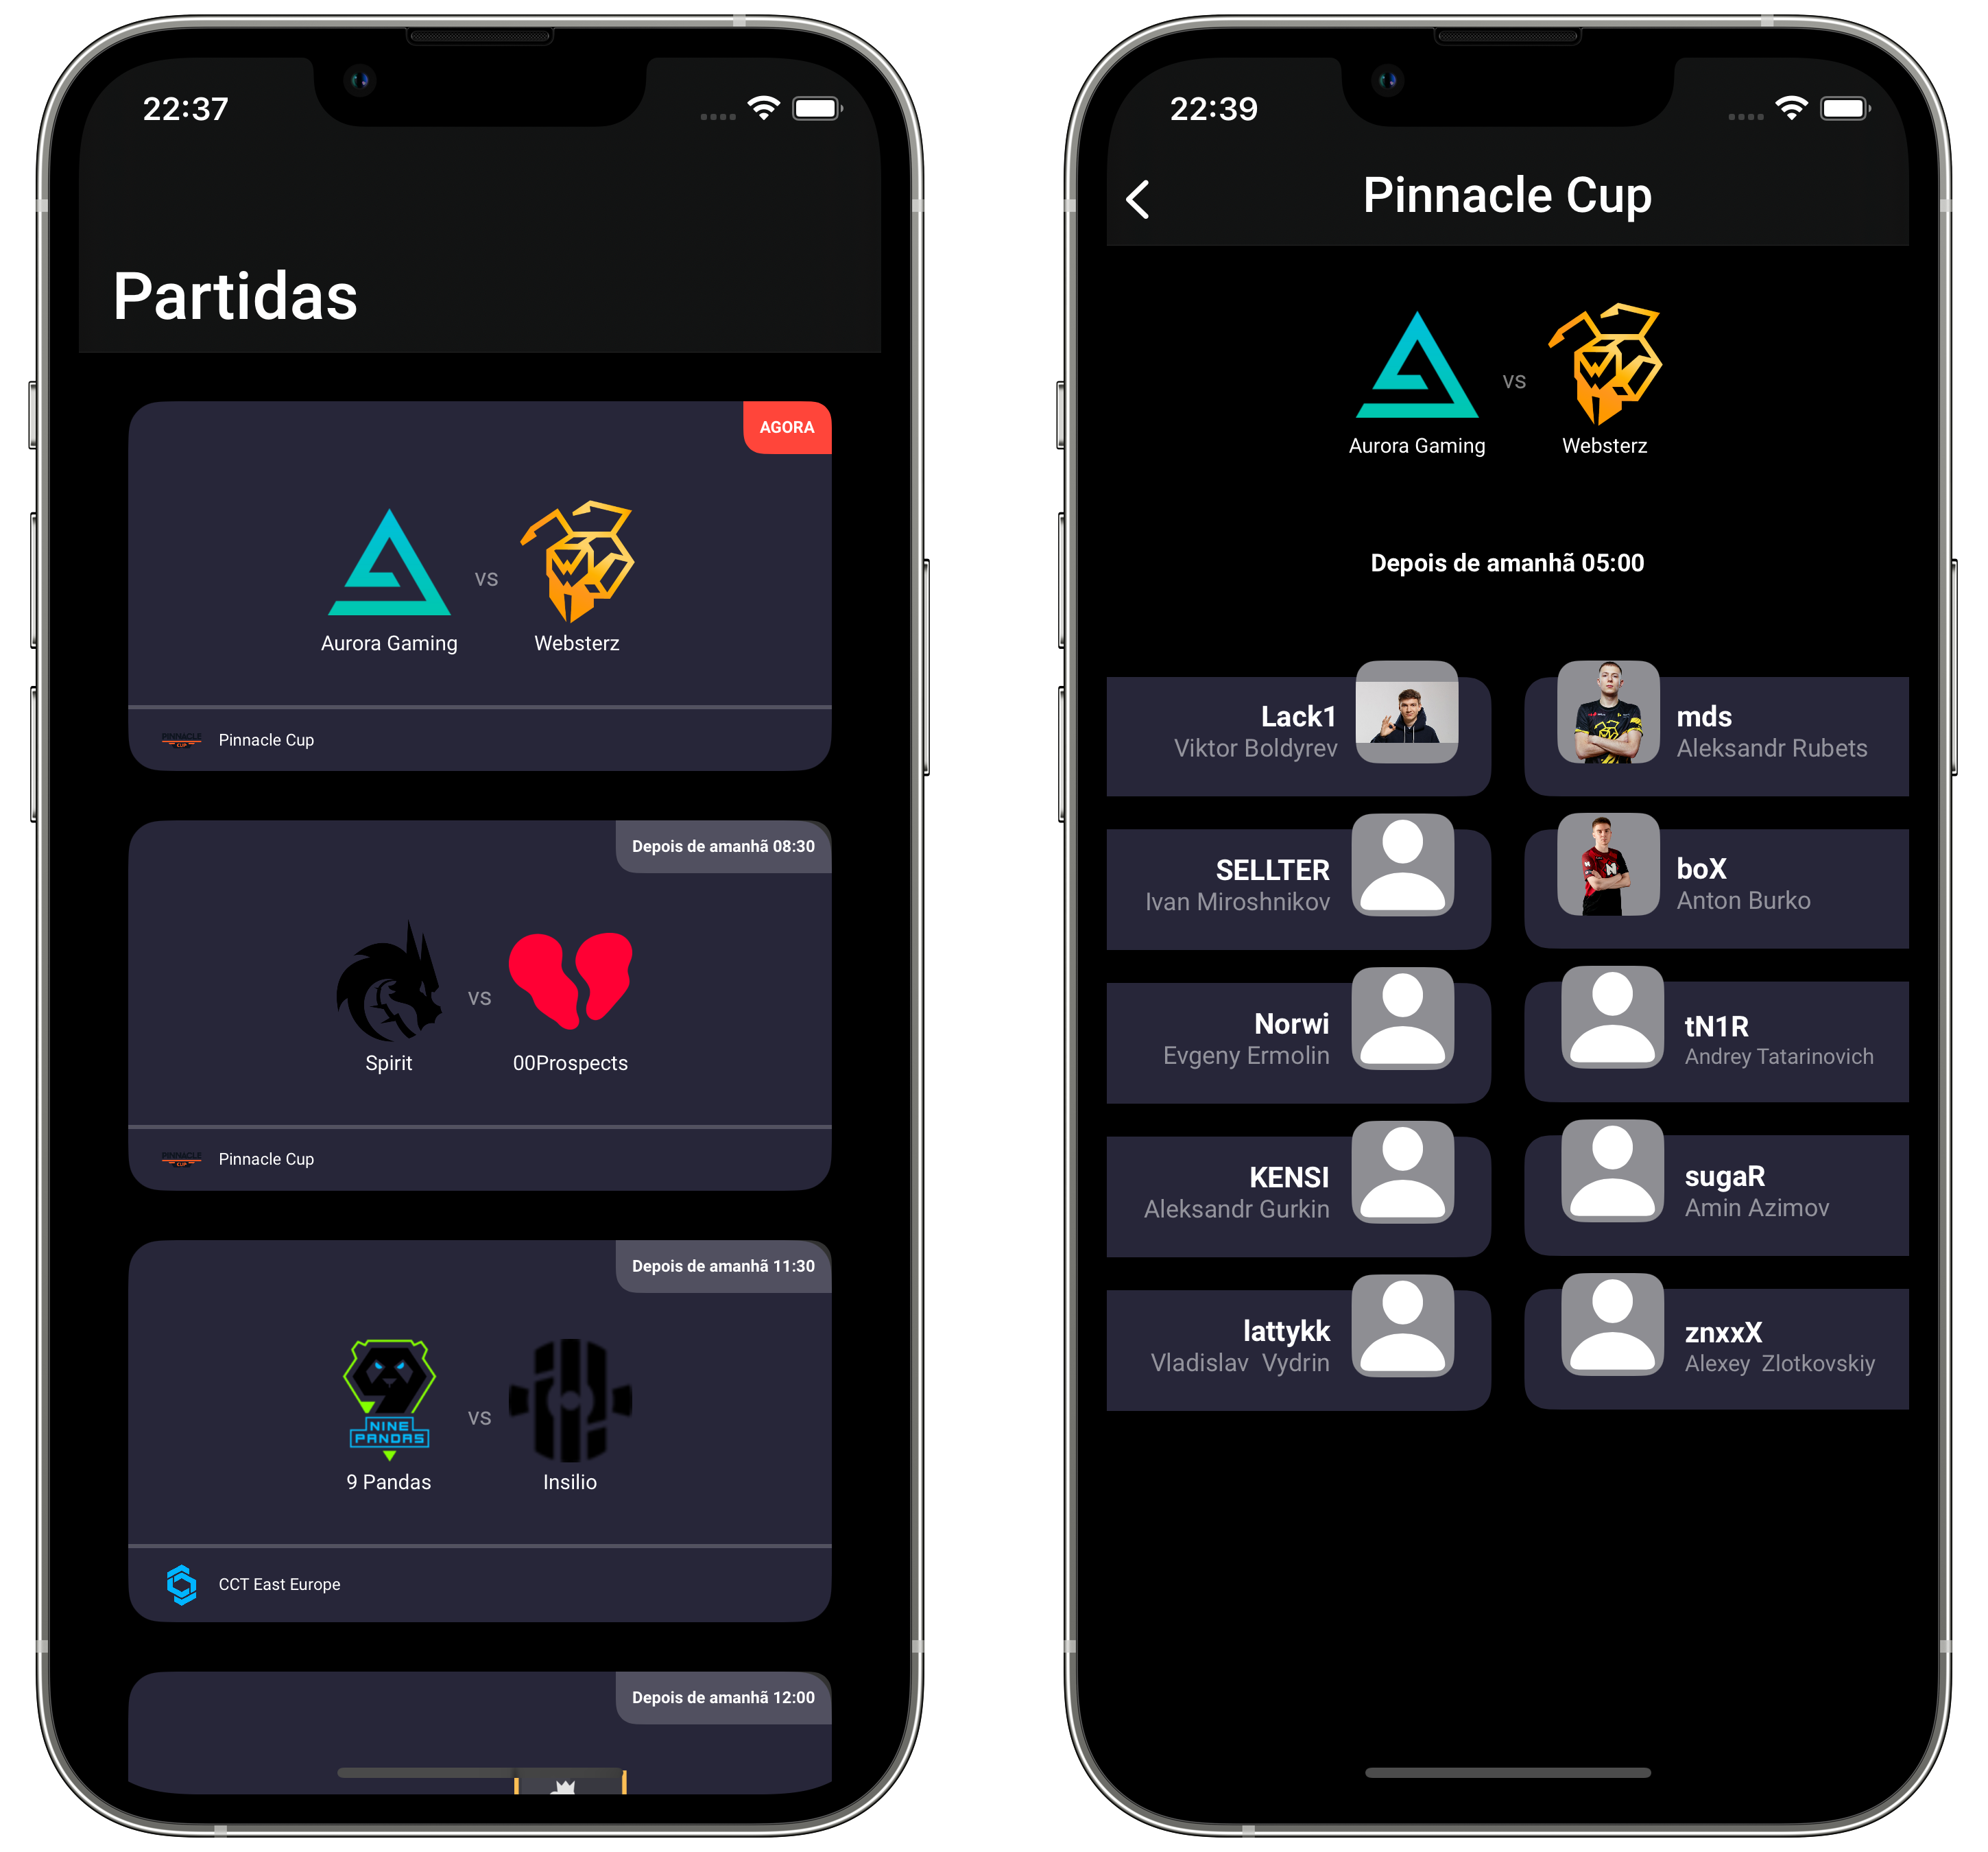 22:37
Partidas
AGORA
vs
Aurora Gaming
Websterz
PINNACLE
CUP
Pinnacle Cup
Depois de amanhã 08:30
vs
Spirit
00Prospects
PINNACLE
CUP
Pinnacle Cup
Depois de amanhã 11:30
NINE
PANDAS
vs
9 Pandas
Insilio
CCT East Europe
Depois de amanhã 12:00
22:39
Pinnacle Cup
vs
Aurora Gaming
Websterz
Depois de amanhã 05:00
Lack1
Viktor Boldyrev
mds
Aleksandr Rubets
SELLTER
Ivan Miroshnikov
boX
Anton Burko
Norwi
Evgeny Ermolin
tN1R
Andrey Tatarinovich
KENSI
Aleksandr Gurkin
sugaR
Amin Azimov
lattykk
Vladislav  Vydrin
znxxX
Alexey  Zlotkovskiy